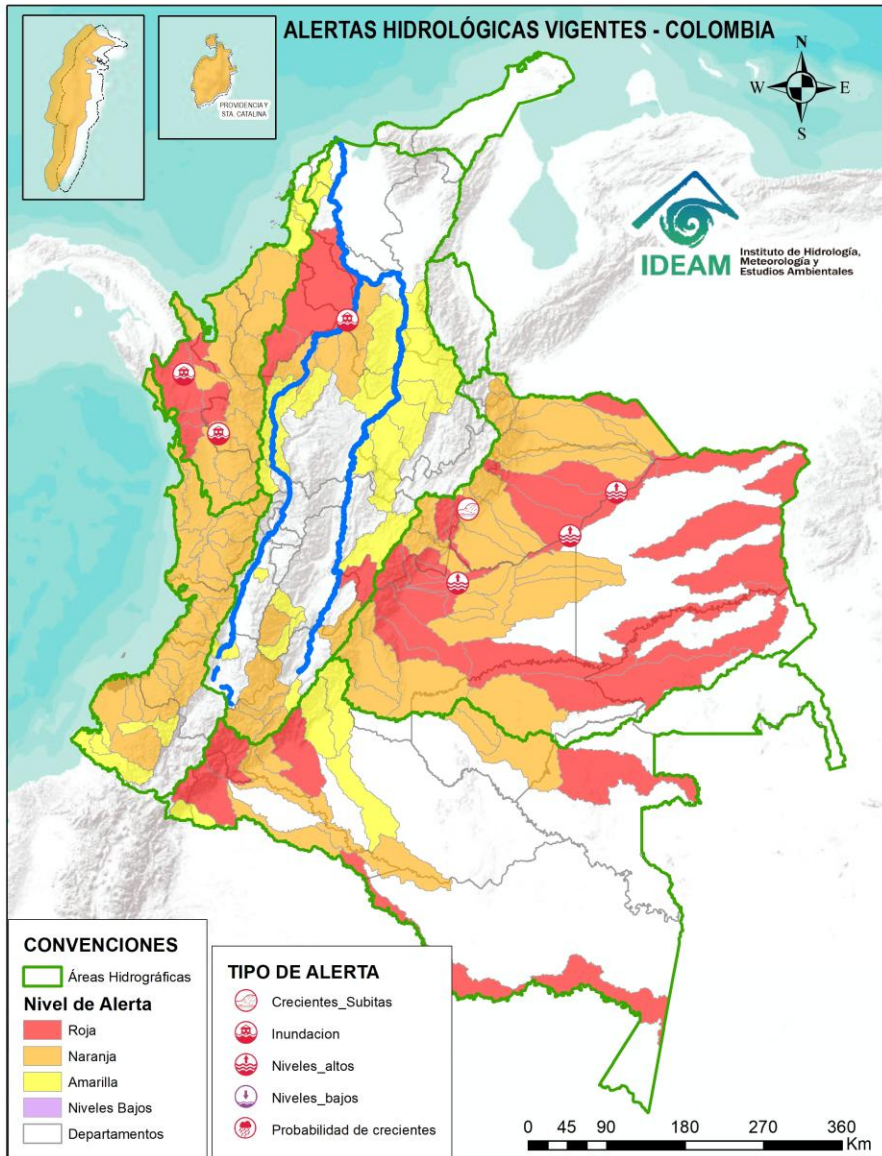 ALERTAS HIDROLÓGICAS VIGENTES - COLOMBIA
PROVIDENCIA Y
STA. CATALINA
N
W
E
S
IDEAM
Instituto de Hidrología,
Meteorología y
Estudios Ambientales
CONVENCIONES
Áreas Hidrográficas
Nivel de Alerta
Roja
Naranja
Amarilla
Niveles Bajos
Departamentos
TIPO DE ALERTA
Crecientes_Subitas
Inundacion
Niveles_altos
Niveles_bajos
Probabilidad de crecientes
0 45 90 180 270 360
Km